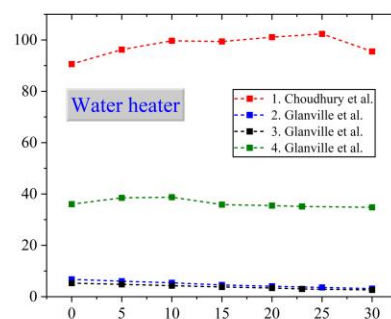 100
80
60
40
20
0
Water heater
1. Choudhury et al.
2. Glanville et al.
3. Glanville et al.
4. Glanville et al.
0 5 10 15 20 25 30